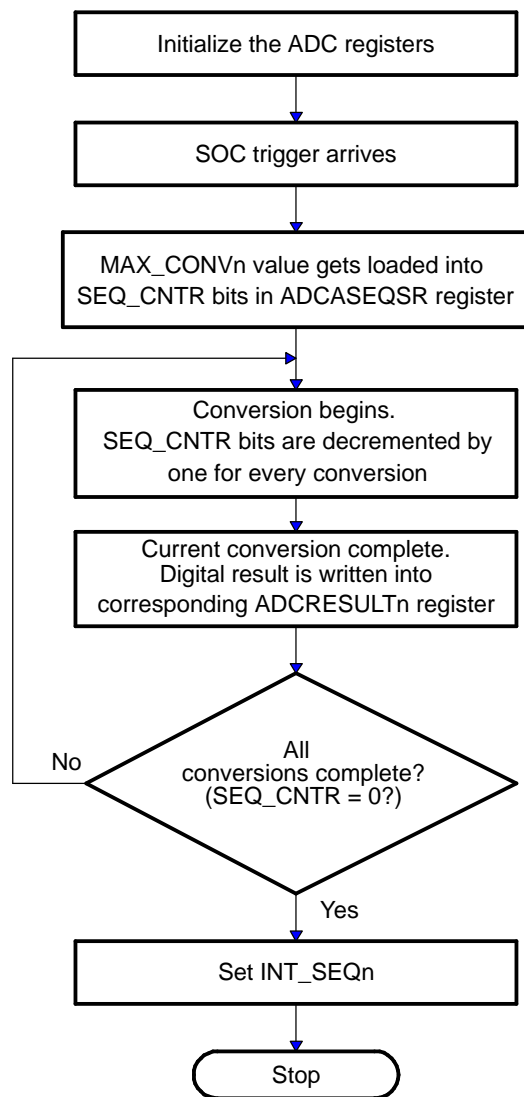 Initialize the ADC registers
SOC trigger arrives
MAX_CONVn value gets loaded into
SEQ_CNTR bits in ADCASEQSR register
Conversion begins.
SEQ_CNTR bits are decremented by
one for every conversion
Current conversion complete.
Digital result is written into
corresponding ADCRESULTn register
No
All
conversions complete?
(SEQ_CNTR = 0?)
Yes
Set INT_SEQn
Stop